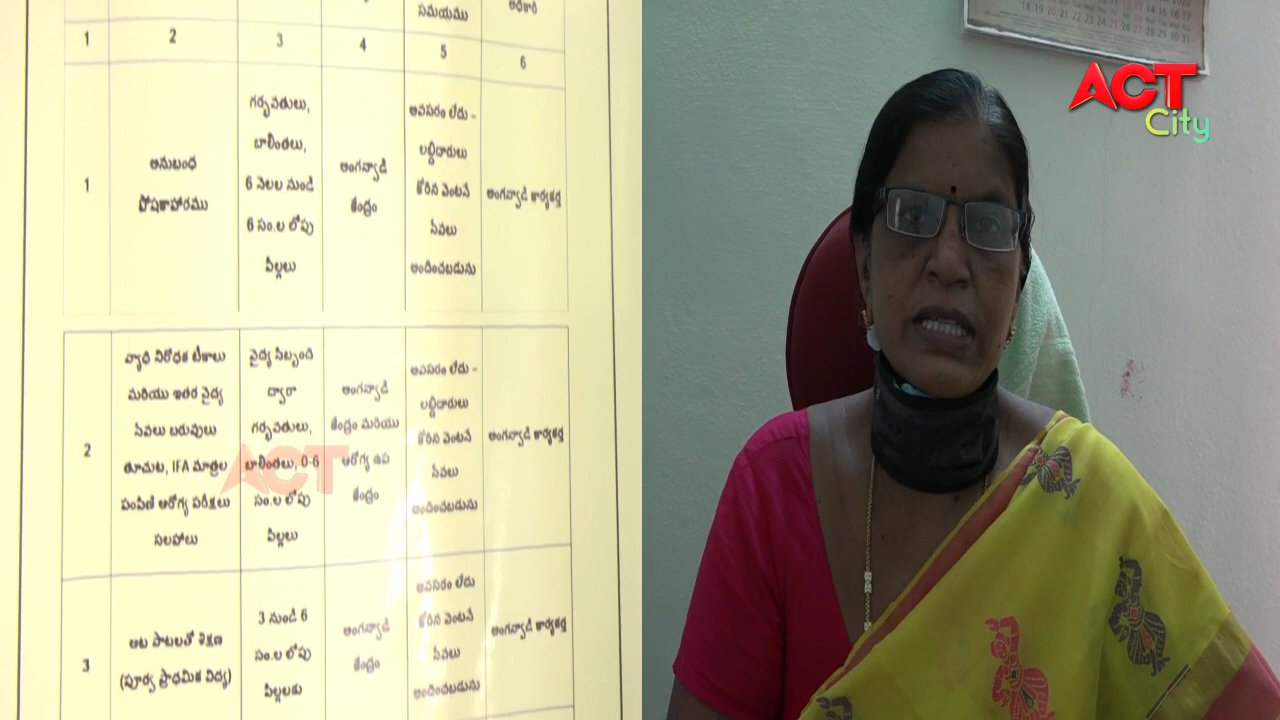 సమయము
అధికారి
1
2
3
4
5
6
1
అనుబంధ
పోషకాహారము
గర్భవతులు,
బాలింతలు,
6 నెలల నుండి
6 సం.ల లోపు
పిల్లలు
అంగన్వాడి
కేంద్రం
అవసరం లేదు -
లబ్ధిదారులు
కోరిన వెంటనే
సేవలు
అందించబడును
అంగన్వాడి కార్యకర్త
2
వ్యాధి నిరోధక టీకాలు
మరియు ఇతర వైద్య
సేవలు బరువులు
తూచుట, IFA మాత్రల
పంపిణి ఆరోగ్య పరీక్షలు
సలహాలు
వైద్య సిబ్బంది
ద్వారా
గర్భవతులు,
బాలింతలు, 0-6
సం.ల లోపు
పిల్లలు
అంగన్వాడి
కేంద్రం మరియు
ఆరోగ్య ఉప
కేంద్రం
అవసరం లేదు -
లబ్ధిదారులు
కోరిన వెంటనే
సేవలు
అందించబడును
అంగన్వాడి కార్యకర్త
3
ఆట పాటలతో శిక్షణ
(పూర్వ ప్రాథమిక విద్య)
3 నుండి 6
సం.ల లోపు
పిల్లలకు
అంగన్వాడి
కేంద్రం
అవసరం లేదు
కోరిన వెంటనే
సేవలు
అందించబడును
అంగన్వాడి కార్యకర్త
ACT
ACT
City